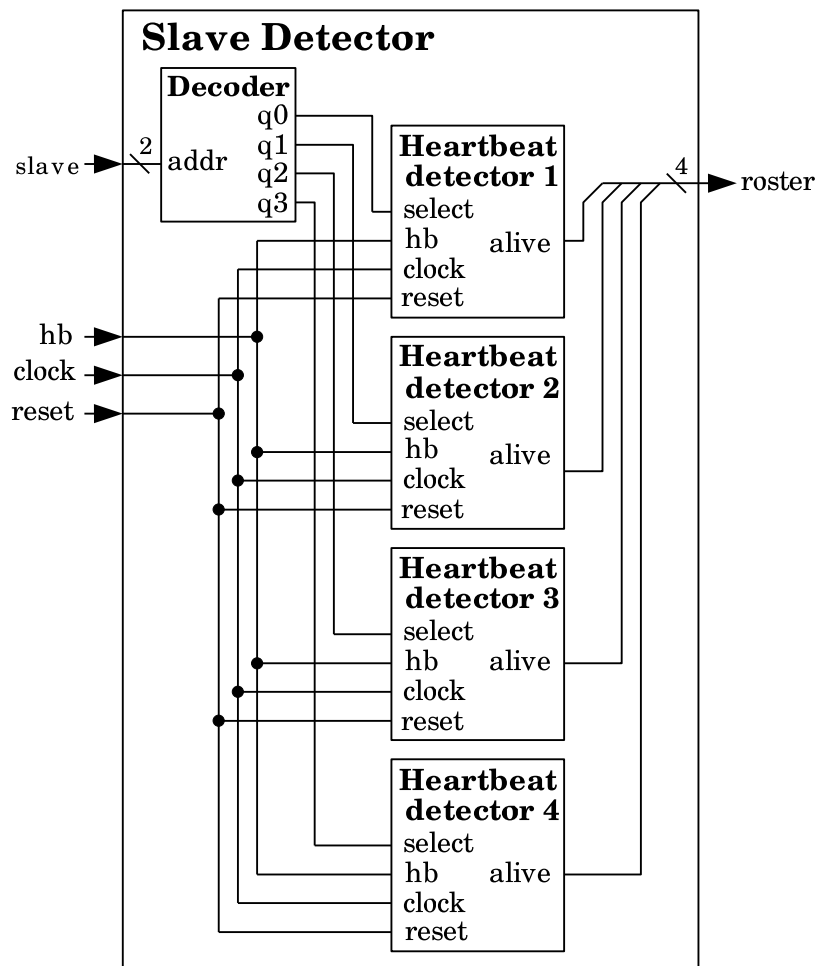 Slave Detector
Decoder
q0
q1
q2
q3
addr
2
slave
hb
clock
reset
Heartbeat
detector 1
select
hb
clock
reset
alive
4
roster
Heartbeat
detector 2
select
hb
clock
reset
alive
Heartbeat
detector 3
select
hb
clock
reset
alive
Heartbeat
detector 4
select
hb
clock
reset
alive